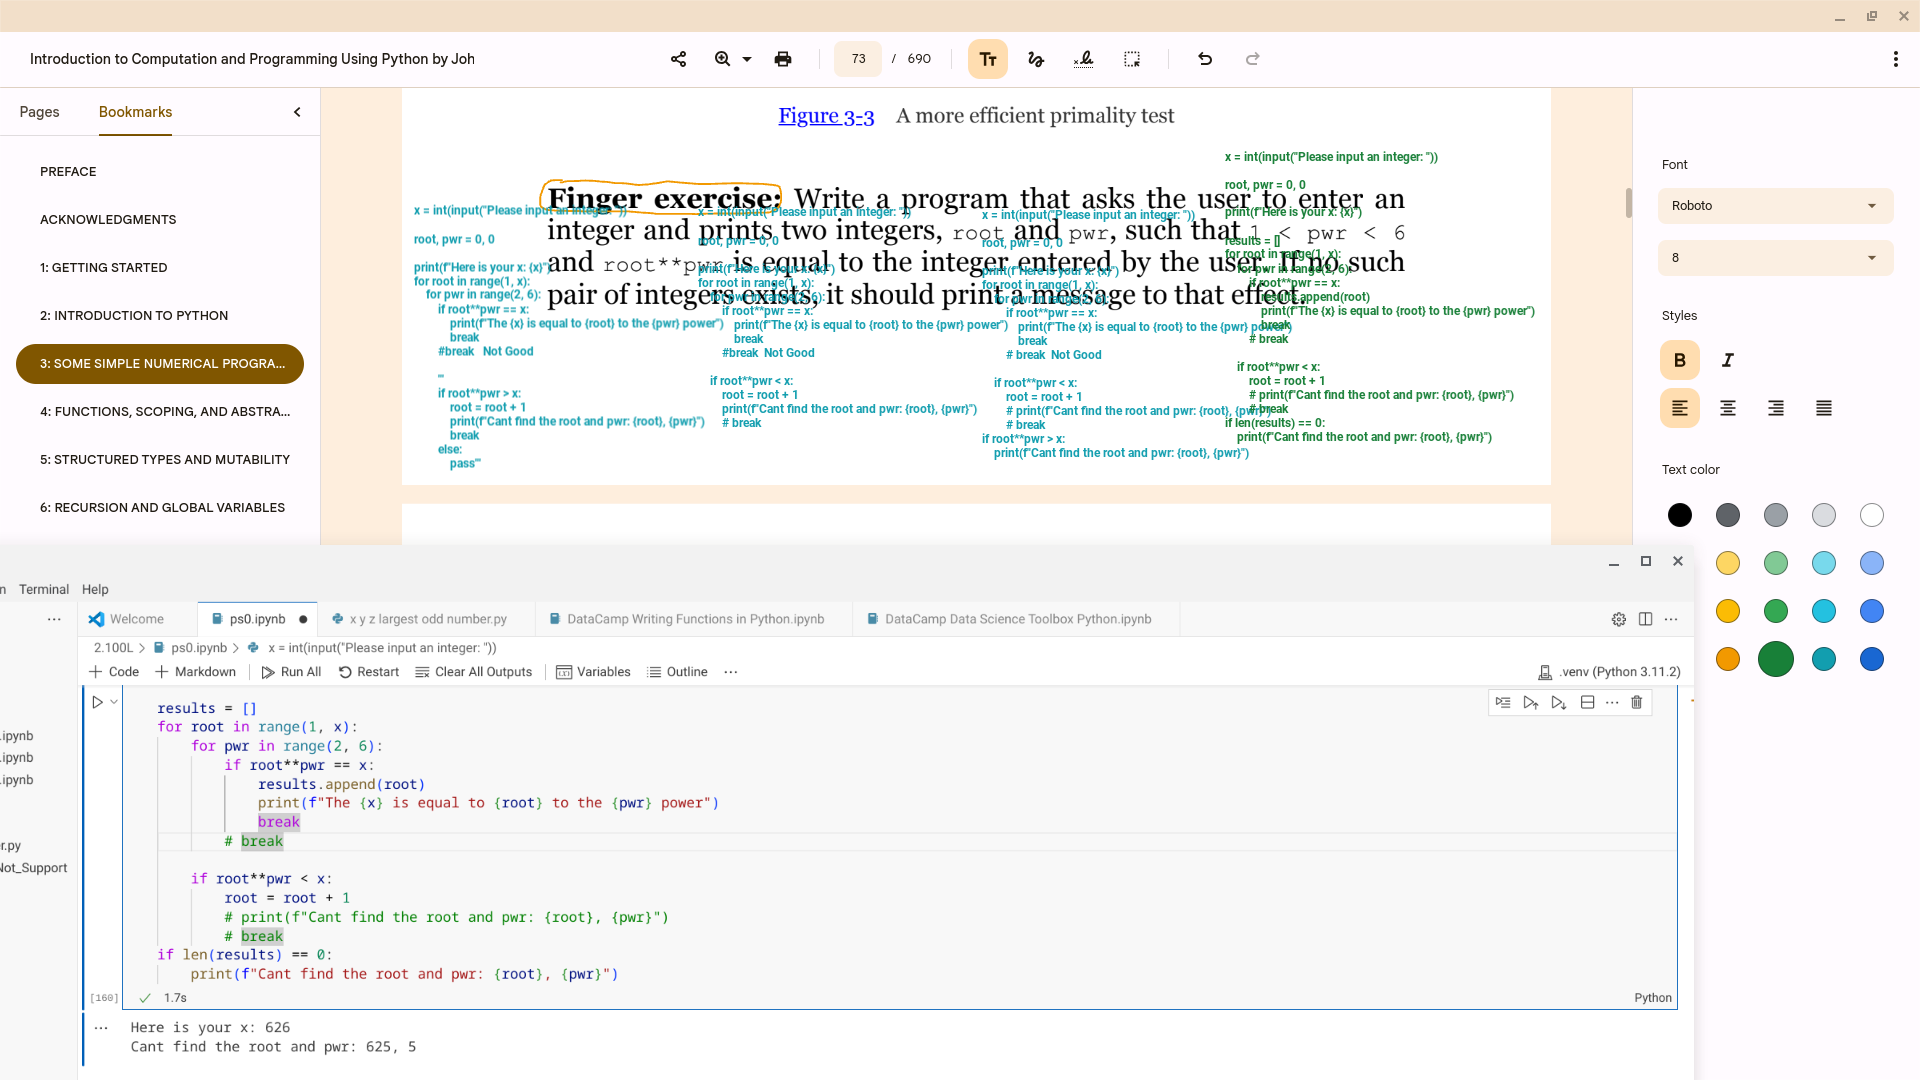 Introduction to Computation and Programming Using Python by Joh
73 / 690
Pages
Bookmarks
PREFACE
ACKNOWLEDGMENTS
1: GETTING STARTED
2: INTRODUCTION TO PYTHON
3: SOME SIMPLE NUMERICAL PROGRA...
4: FUNCTIONS, SCOPING, AND ABSTRA...
5: STRUCTURED TYPES AND MUTABILITY
6: RECURSION AND GLOBAL VARIABLES
Figure 3-3 A more efficient primality test
Finger exercise: Write a program that asks the user to enter an
integer and prints two integers, root and pwr, such that 1 < pwr < 6
and root**pwr is equal to the integer entered by the user. If no such
pair of integers exists, it should print a message to that effect.
x = int(input("Please input an integer: "))
root, pwr = 0, 0
print(f"Here is your x: {x}")
for root in range(1, x):
for pwr in range(2, 6):
if root**pwr == x:
print(f"The {x} is equal to {root} to the {pwr} power")
break
#break Not Good
'''
if root**pwr > x:
root = root + 1
print(f"Cant find the root and pwr: {root}, {pwr}")
break
else:
pass'''
x = int(input("Please input an integer: "))
root, pwr = 0, 0
print(f"Here is your x: {x}")
for root in range(1, x):
for pwr in range(2, 6):
if root**pwr == x:
print(f"The {x} is equal to {root} to the {pwr} power")
break
#break Not Good
if root**pwr < x:
root = root + 1
print(f"Cant find the root and pwr: {root}, {pwr}")
# break
x = int(input("Please input an integer: "))
root, pwr = 0, 0
print(f"Here is your x: {x}")
for root in range(1, x):
for pwr in range(2, 6):
if root**pwr == x:
print(f"The {x} is equal to {root} to the {pwr} power")
break
# break Not Good
if root**pwr < x:
root = root + 1
# print(f"Cant find the root and pwr: {root}, {pwr}")
# break
if root**pwr > x:
print(f"Cant find the root and pwr: {root}, {pwr}")
x = int(input("Please input an integer: "))
root, pwr = 0, 0
print(f"Here is your x: {x}")
results = []
for root in range(1, x):
for pwr in range(2, 6):
if root**pwr == x:
results.append(root)
print(f"The {x} is equal to {root} to the {pwr} power")
break
# break
if root**pwr < x:
root = root + 1
# print(f"Cant find the root and pwr: {root}, {pwr}")
# break
if len(results) == 0:
print(f"Cant find the root and pwr: {root}, {pwr}")
Font
Roboto
8
Styles
B I
Text color
n Terminal Help
Welcome
ps0.ipynb
x y z largest odd number.py
DataCamp Writing Functions in Python.ipynb
DataCamp Data Science Toolbox Python.ipynb
2.100L > ps0.ipynb > x = int(input("Please input an integer: "))
+ Code + Markdown Run All Restart Clear All Outputs Variables Outline ...
.venv (Python 3.11.2)
.ipynb
.ipynb
.ipynb
er.py
Not_Support
results = []
for root in range(1, x):
for pwr in range(2, 6):
if root**pwr == x:
results.append(root)
print(f"The {x} is equal to {root} to the {pwr} power")
break
# break
if root**pwr < x:
root = root + 1
# print(f"Cant find the root and pwr: {root}, {pwr}")
# break
if len(results) == 0:
print(f"Cant find the root and pwr: {root}, {pwr}")
[160] 1.7s
Python
Here is your x: 626
Cant find the root and pwr: 625, 5